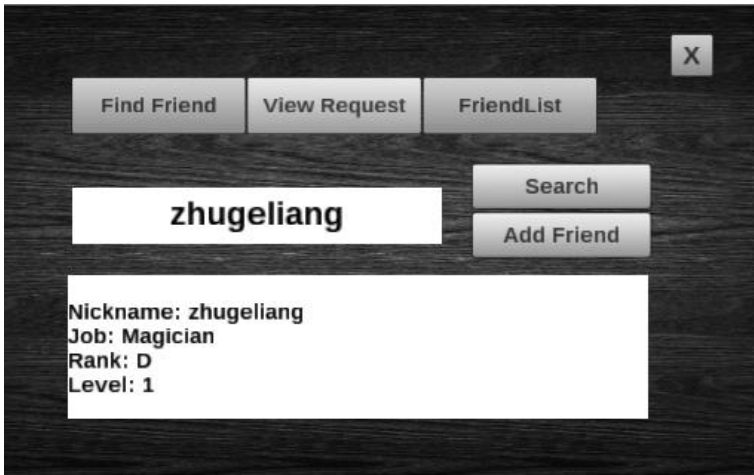 X
Find Friend View Request FriendList
Search
zhugeliang
Add Friend
Nickname: zhugeliang
Job: Magician
Rank: D
Level: 1